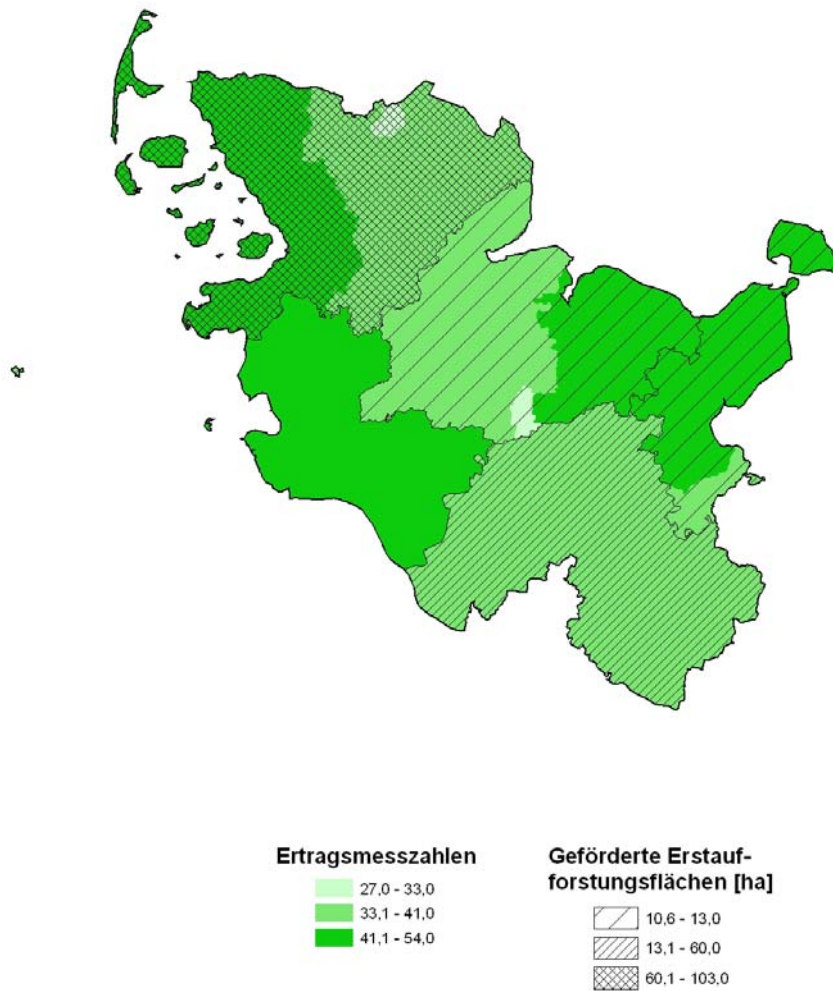 Ertragsmesszahlen
27,0 - 33,0
33,1 - 41,0
41,1 - 54,0
Geförderte Erstauf-
forstungsflächen [ha]
10,6 - 13,0
13,1 - 60,0
60,1 - 103,0